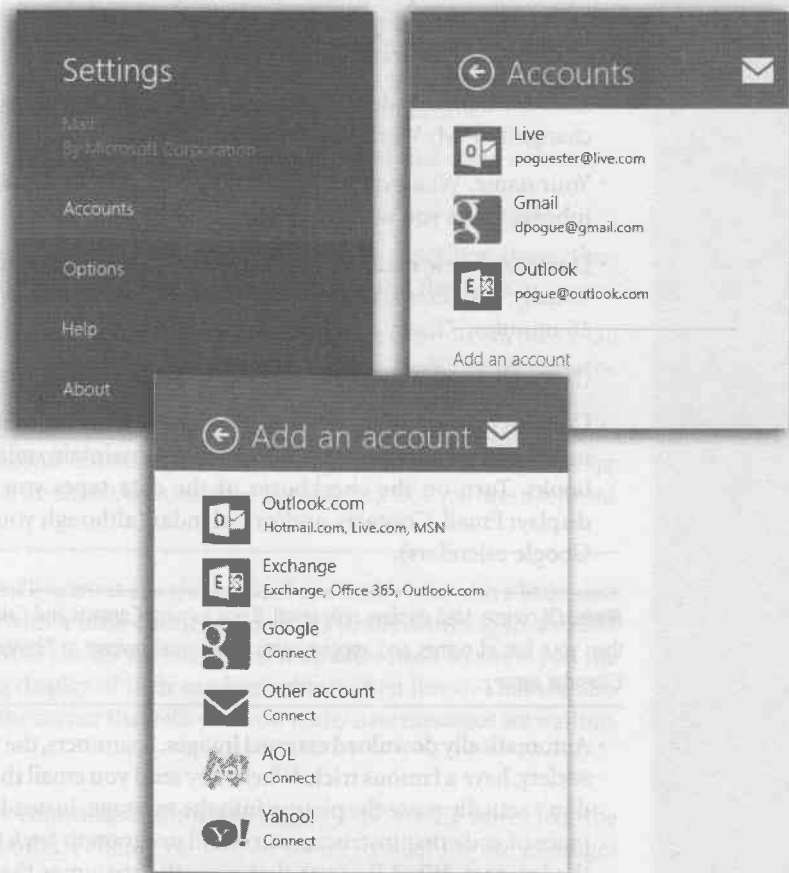 Settings
Mail
By Microsoft Corporation
Accounts
Options
Help
About
Accounts
Live
poguester@live.com
Gmail
dpogue@gmail.com
Outlook
pogue@outlook.com
Add an account
Add an account
Outlook.com
Hotmail.com, Live.com, MSN
Exchange
Exchange, Office 365, Outlook.com
Google
Connect
Other account
Connect
AOL
Connect
Yahoo!
Connect